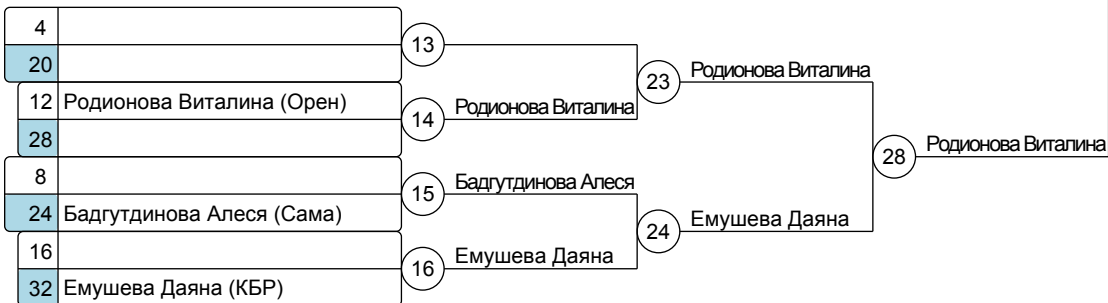 4
13
20
23
Родионова Виталина
12 Родионова Виталина (Орен)
14
Родионова Виталина
28
28
Родионова Виталина
8
15
Бадгутдинова Алеся
24 Бадгутдинова Алеся (Сама)
24
Емушева Даяна
16
16
Емушева Даяна
32 Емушева Даяна (КБР)